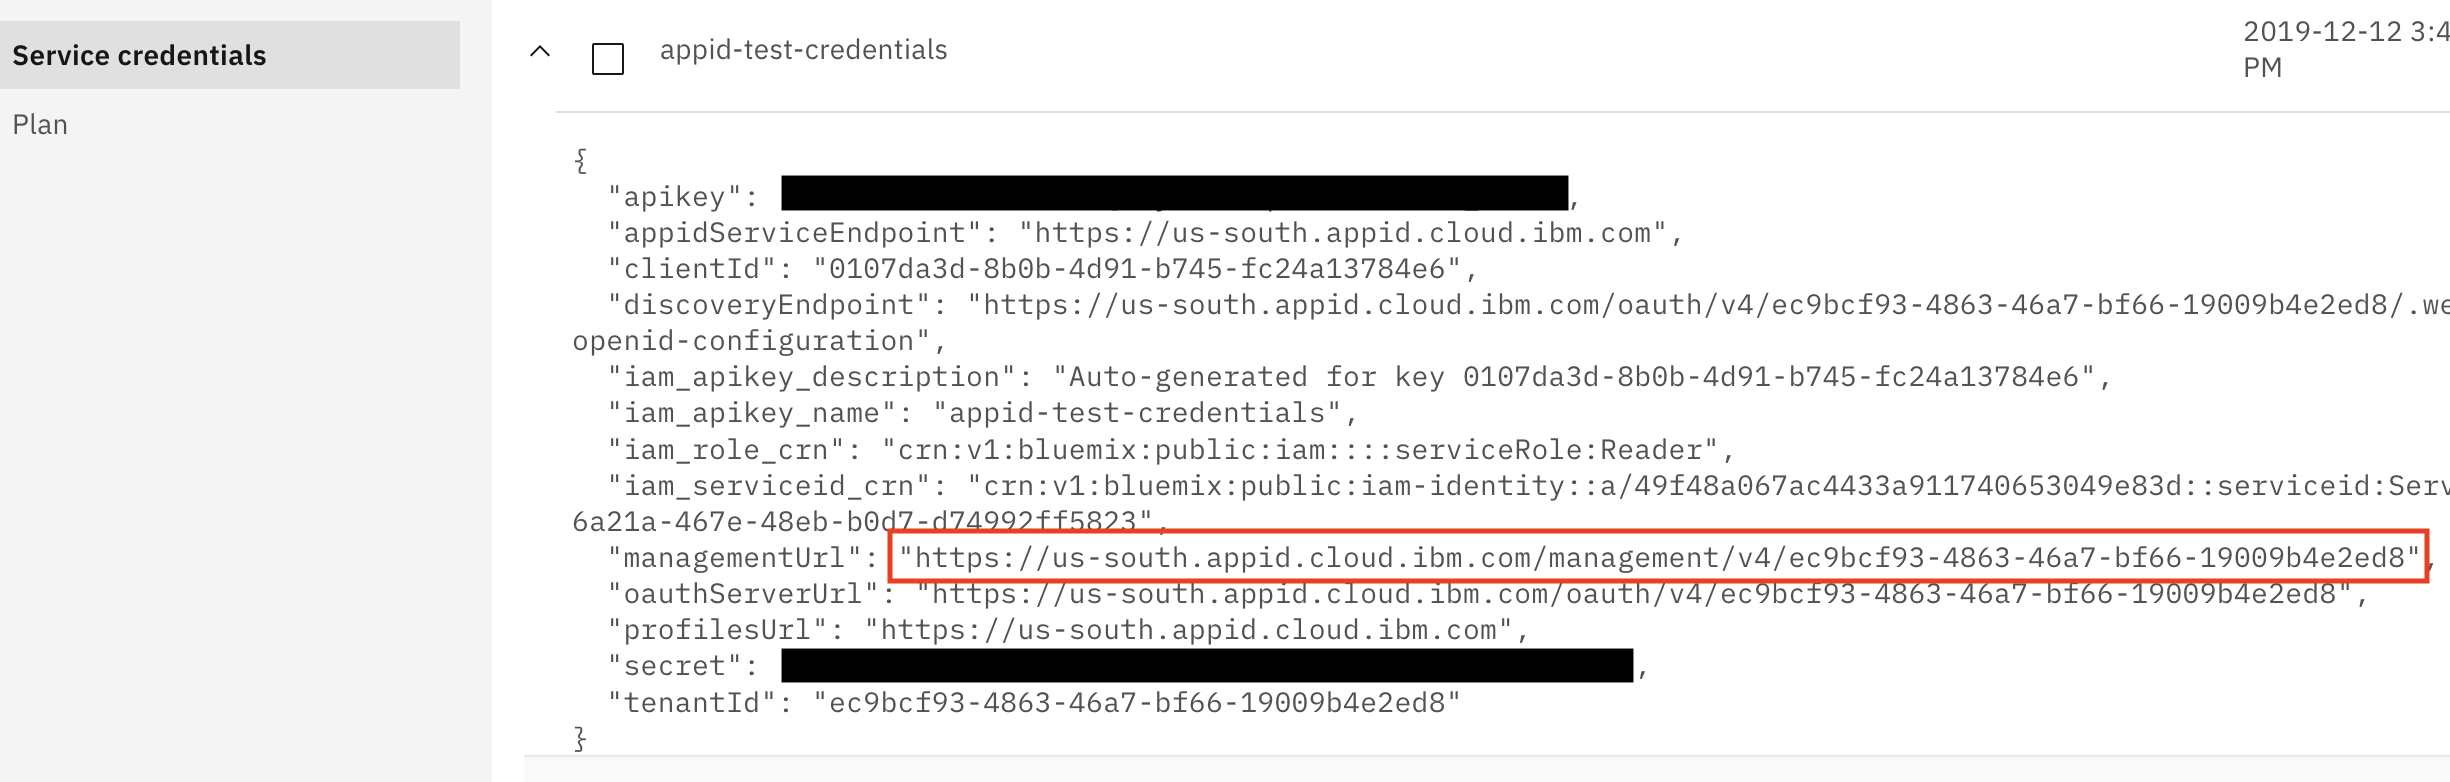 Service credentials
Plan
appid-test-credentials
2019-12-12 3:4
PM
{
"apikey": ,
"appidServiceEndpoint": "https://us-south.appid.cloud.ibm.com",
"clientId": "0107da3d-8b0b-4d91-b745-fc24a13784e6",
"discoveryEndpoint": "https://us-south.appid.cloud.ibm.com/oauth/v4/ec9bcf93-4863-46a7-bf66-19009b4e2ed8/.we
openid-configuration",
"iam_apikey_description": "Auto-generated for key 0107da3d-8b0b-4d91-b745-fc24a13784e6",
"iam_apikey_name": "appid-test-credentials",
"iam_role_crn": "crn:v1:bluemix:public:iam::::serviceRole:Reader",
"iam_serviceid_crn": "crn:v1:bluemix:public:iam-identity::a/49f48a067ac4433a911740653049e83d::serviceid:Serv
6a21a-467e-48eb-b0d7-d74992ff5823",
"managementUrl": "https://us-south.appid.cloud.ibm.com/management/v4/ec9bcf93-4863-46a7-bf66-19009b4e2ed8",
"oauthServerUrl": "https://us-south.appid.cloud.ibm.com/oauth/v4/ec9bcf93-4863-46a7-bf66-19009b4e2ed8",
"profilesUrl": "https://us-south.appid.cloud.ibm.com",
"secret": ,
"tenantId": "ec9bcf93-4863-46a7-bf66-19009b4e2ed8"
}